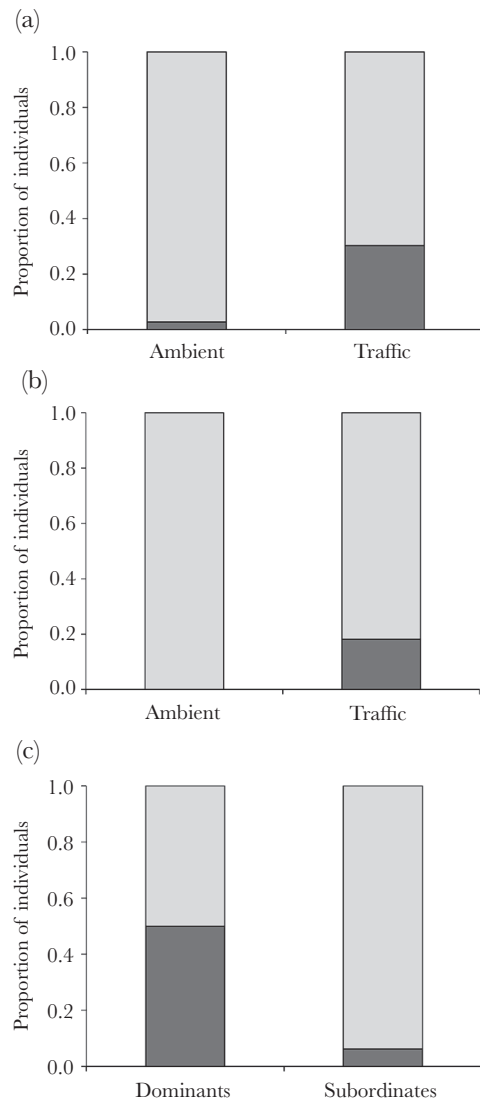 (a)
Proportion of individuals
1.0
0.8
0.6
0.4
0.2
0.0
Ambient Traffic
(b)
Proportion of individuals
1.0
0.8
0.6
0.4
0.2
0.0
Ambient Traffic
(c)
Proportion of individuals
1.0
0.8
0.6
0.4
0.2
0.0
Dominants Subordinates